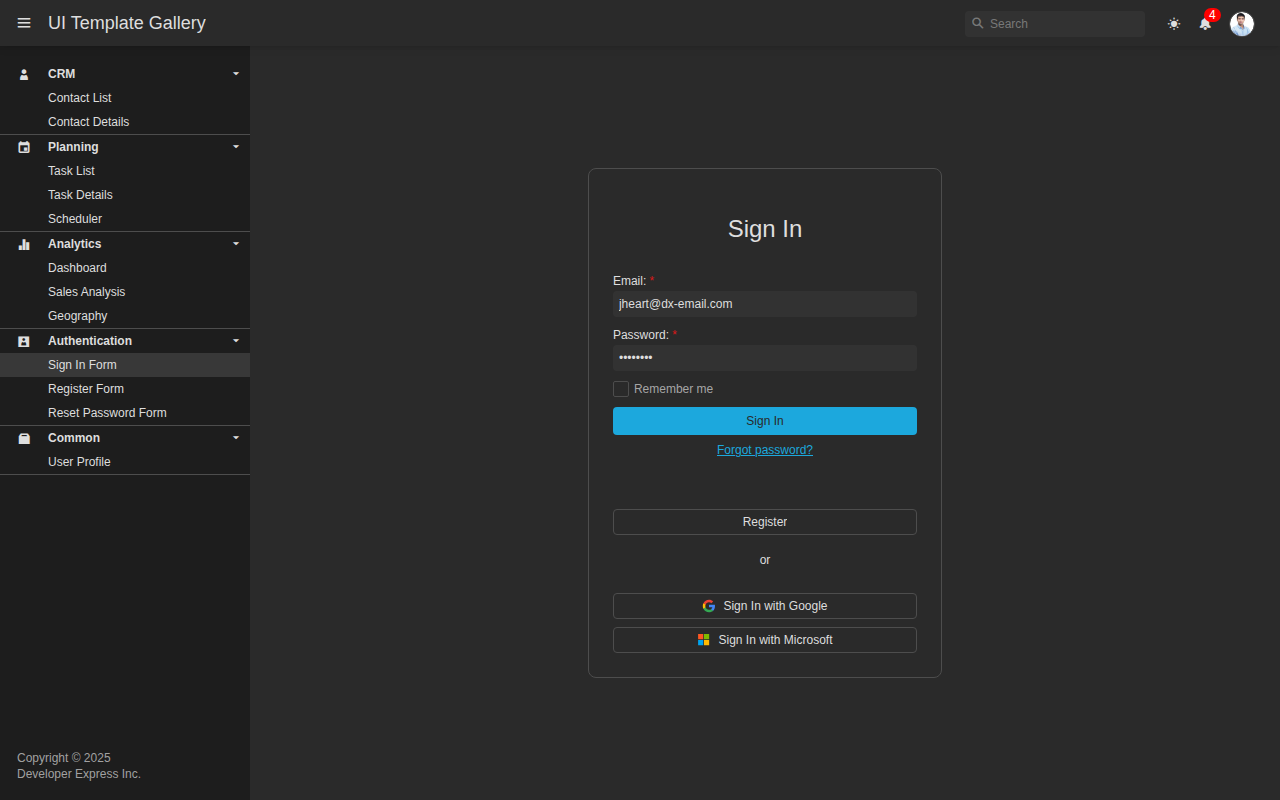 UI Template Gallery
Search
4
CRM
Contact List
Contact Details
Planning
Task List
Task Details
Scheduler
Analytics
Dashboard
Sales Analysis
Geography
Authentication
Sign In Form
Register Form
Reset Password Form
Common
User Profile
Copyright © 2025
Developer Express Inc.
Sign In
Email: *
jheart@dx-email.com
Password: *
••••••••
Remember me
Sign In
Forgot password?
Register
or
Sign In with Google
Sign In with Microsoft